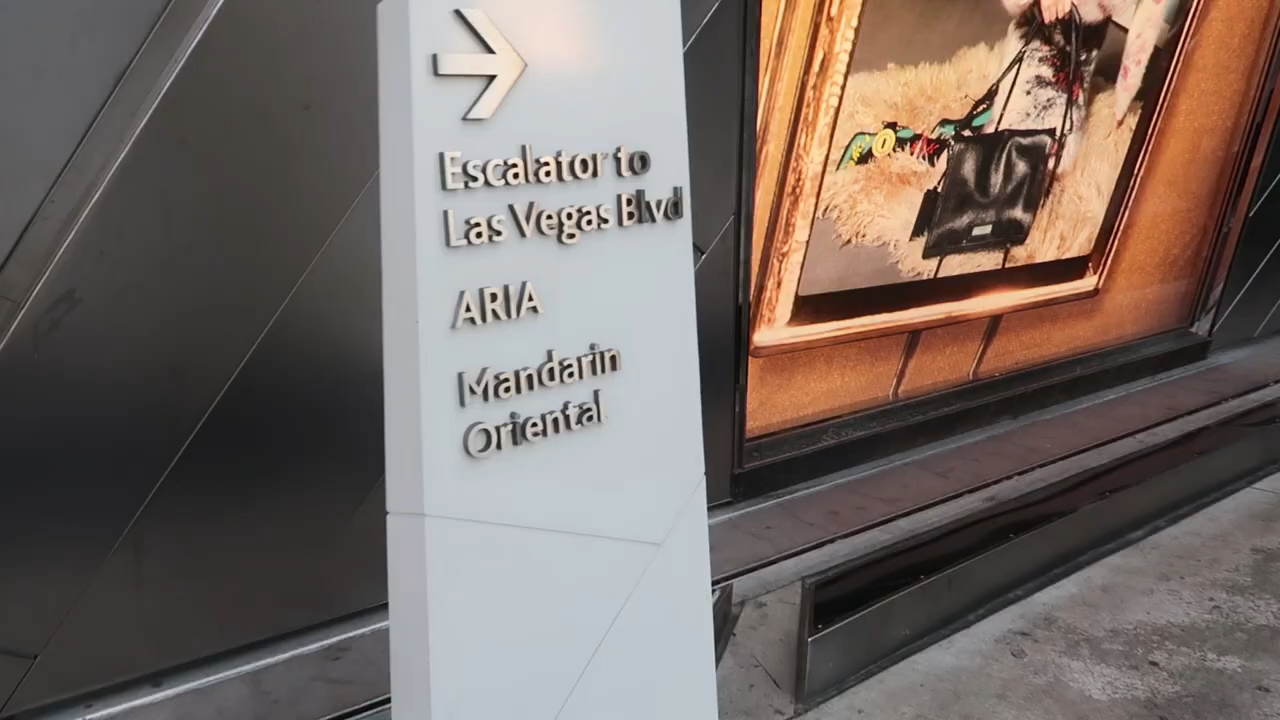 Escalator to
Las Vegas Blvd
ARIA
Mandarin
Oriental